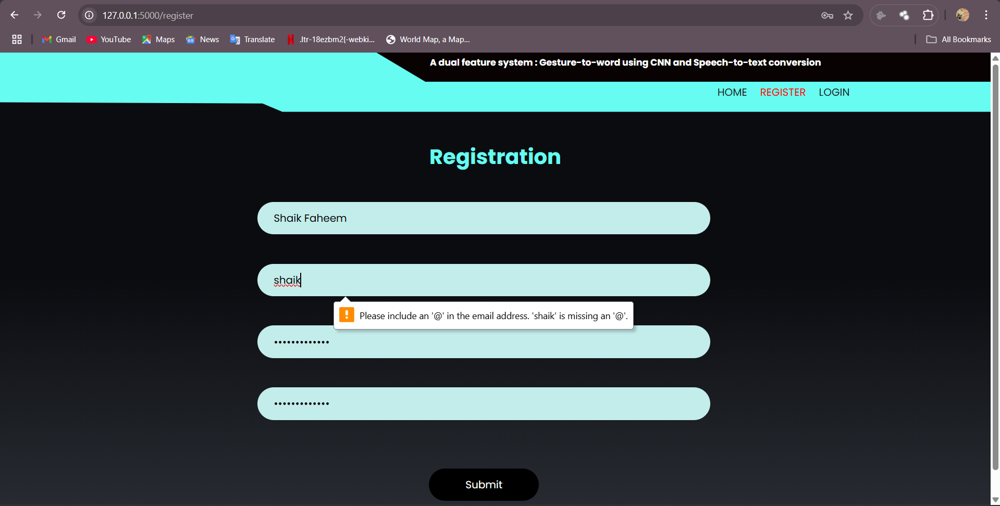 127.0.0.1:5000/register
Gmail
YouTube
Maps
News
Translate
.ltr-18ezbm2{-webki...
World Map, a Map...
All Bookmarks
A dual feature system : Gesture-to-word using CNN and Speech-to-text conversion
HOME REGISTER LOGIN
Registration
Shaik Faheem
shaik
Please include an '@' in the email address. 'shaik' is missing an '@'.
•••••••••••••
•••••••••••••
Submit